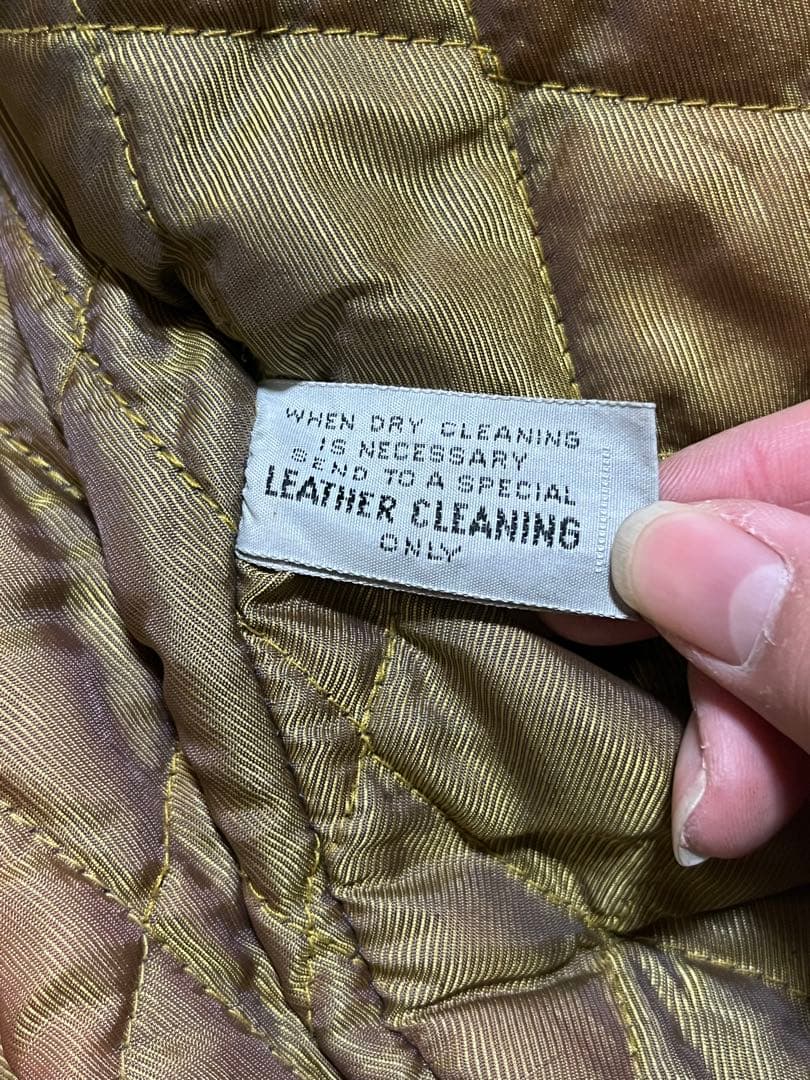 WHEN DRY CLEANING
IS NECESSARY
SEND TO A SPECIAL
LEATHER CLEANING
ONLY